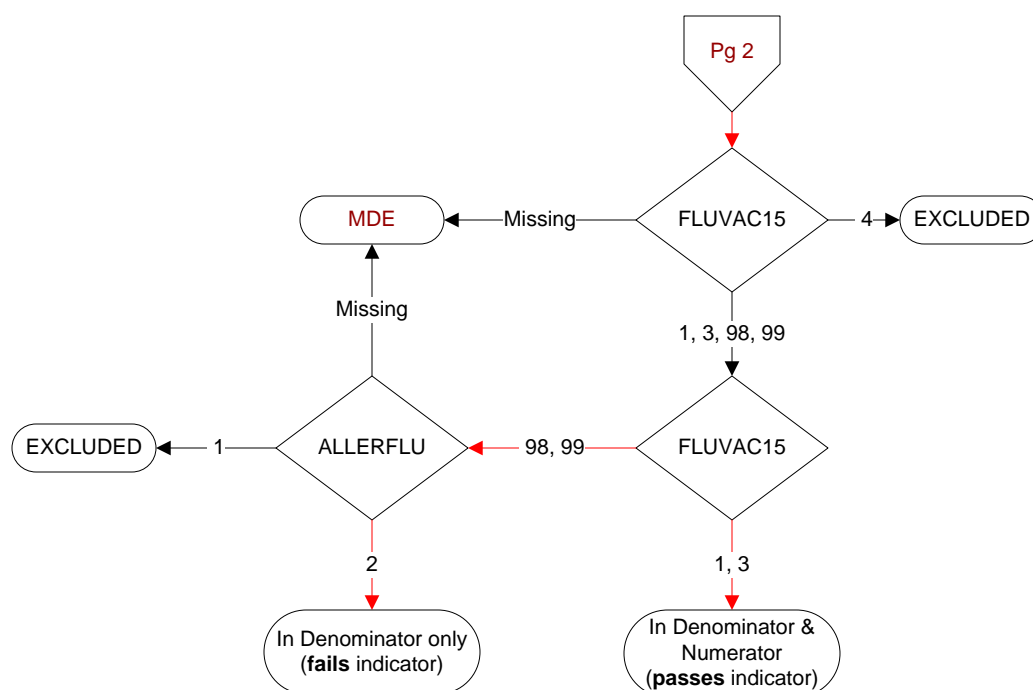 Pg 2
MDE
Missing
FLUVAC15
4
EXCLUDED
Missing
1, 3, 98, 99
EXCLUDED
1
ALLERFLU
98, 99
FLUVAC15
2
1, 3
In Denominator only
(fails indicator)
In Denominator &
Numerator
(passes indicator)